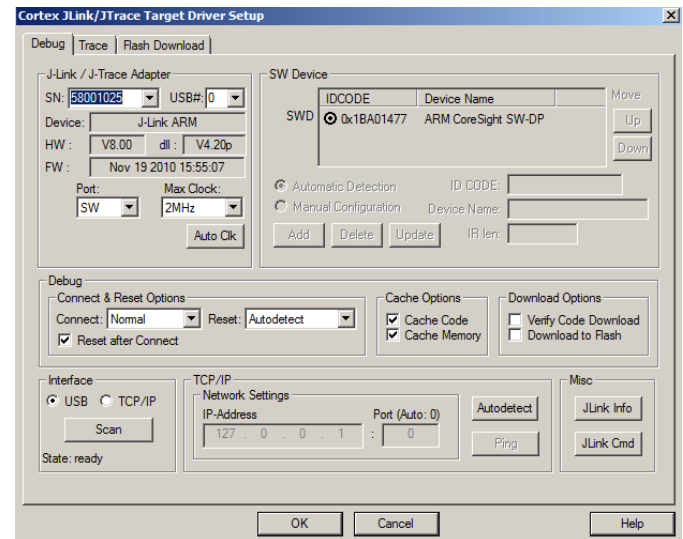 Cortex JLink/JTrace Target Driver Setup
Debug Trace Flash Download
J-Link / J-Trace Adapter
SN: 58001025 USB#: 0
Device: J-Link ARM
HW : V8.00 dll : V4.20p
FW : Nov 19 2010 15:55:07
Port: Max Clock:
SW 2MHz
Auto Clk
SW Device
IDCODE Device Name Move
SWD 0x1BA01477 ARM CoreSight SW-DP Up
Down
Automatic Detection ID CODE:
Manual Configuration Device Name:
Add Delete Update IR len:
Debug
Connect & Reset Options
Connect: Normal Reset: Autodetect
Reset after Connect
Cache Options
Cache Code
Cache Memory
Download Options
Verify Code Download
Download to Flash
Interface
USB TCP/IP
Scan
State: ready
TCP/IP
Network Settings
IP-Address Port (Auto: 0)
127 . 0 . 0 . 1 : 0
Autodetect
Ping
Misc
JLink Info
JLink Cmd
OK Cancel Help